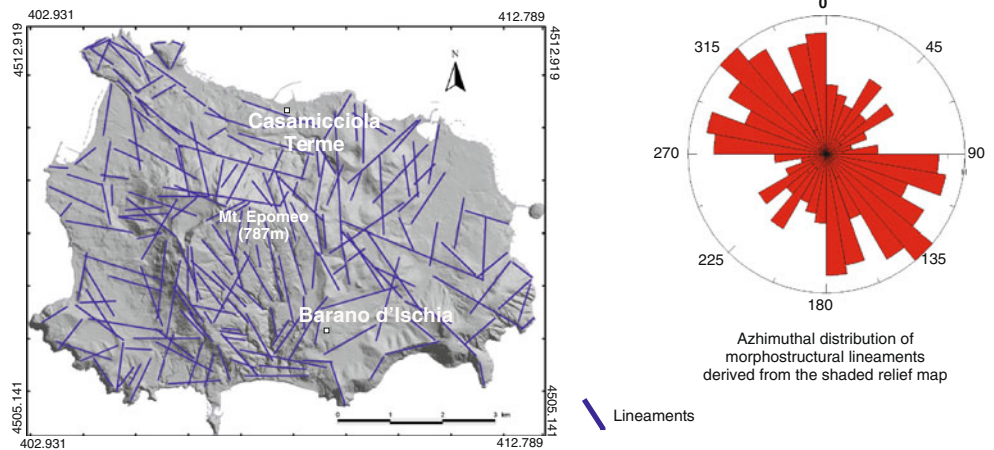 402.931
412.789
4512.919
4512.919
N
Casamicciola
Terme
Mt. Epomeo
(787m)
Barano d'Ischia
4505.141
4505.141
0 1 2 3 km
402.931
412.789
0
45
90
135
180
225
270
315
Azhimuthal distribution of
morphostructural lineaments
derived from the shaded relief map
Lineaments